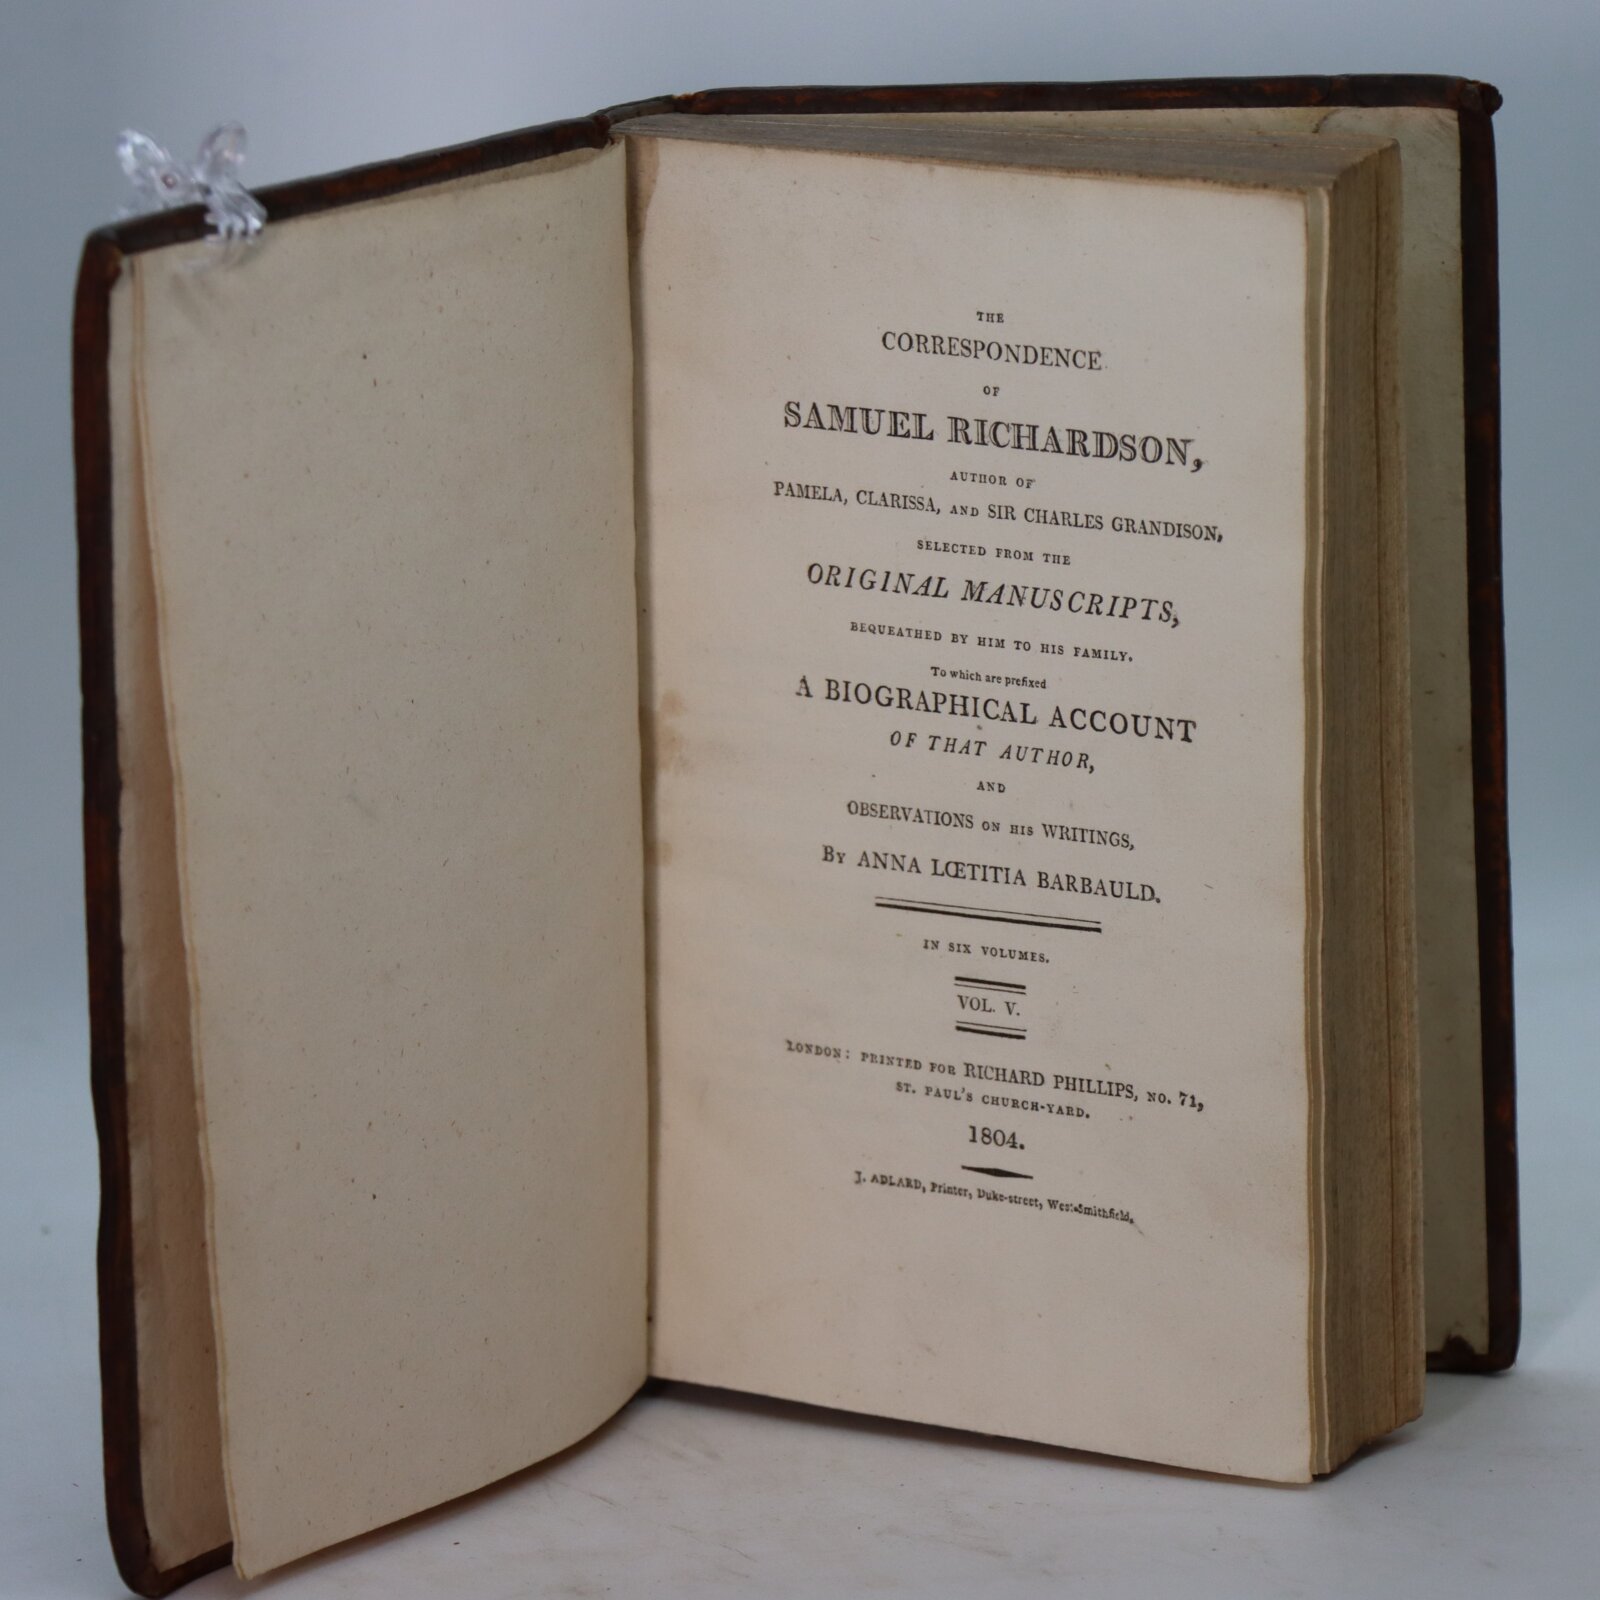 THE
CORRESPONDENCE
OF
SAMUEL RICHARDSON,
AUTHOR OF
PAMELA, CLARISSA, AND SIR CHARLES GRANDISON,
SELECTED FROM THE
ORIGINAL MANUSCRIPTS,
BEQUEATHED BY HIM TO HIS FAMILY.
To which are prefixed
A BIOGRAPHICAL ACCOUNT
OF THAT AUTHOR,
AND
OBSERVATIONS ON HIS WRITINGS,
By ANNA LŒTITIA BARBAULD.
IN SIX VOLUMES.
VOL. V.
LONDON: PRINTED FOR RICHARD PHILLIPS, NO. 71,
ST. PAUL'S CHURCH-YARD.
1804.
J. ADLARD, Printer, Duke-street, West-Smithfield.